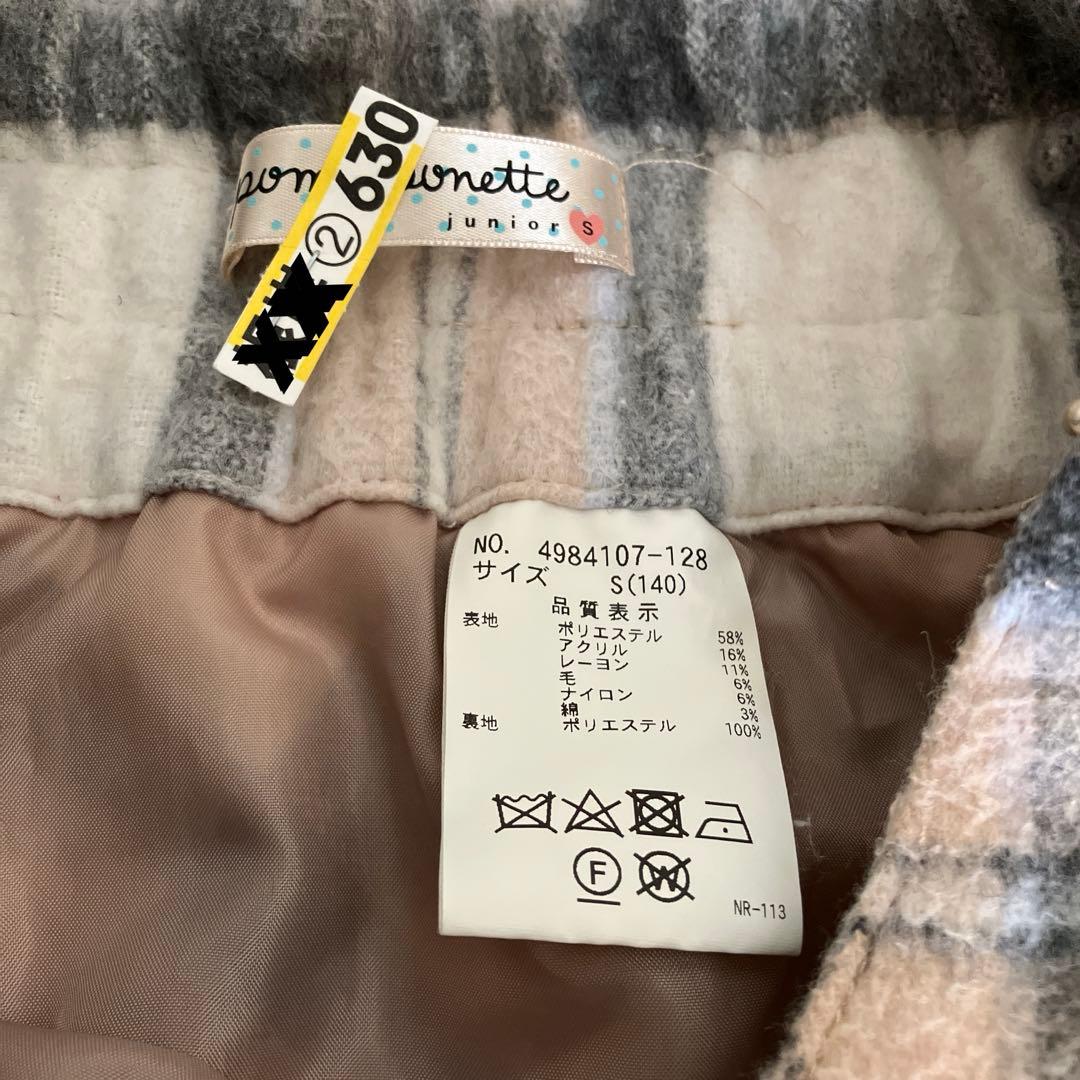 ② 630
junior S
NO. 4984107-128
サイズ S(140)
品質表示
表地 ポリエステル 58%
アクリル 16%
レーヨン 11%
毛 6%
ナイロン 6%
綿 3%
裏地 ポリエステル 100%
F W
NR-113